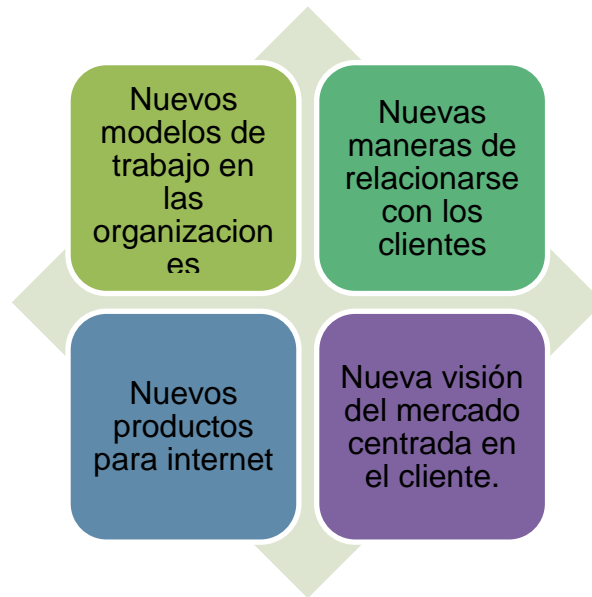 Nuevos
modelos de
trabajo en
las
organizacion
es
Nuevas
maneras de
relacionarse
con los
clientes
Nuevos
productos
para internet
Nueva visión
del mercado
centrada en
el cliente.